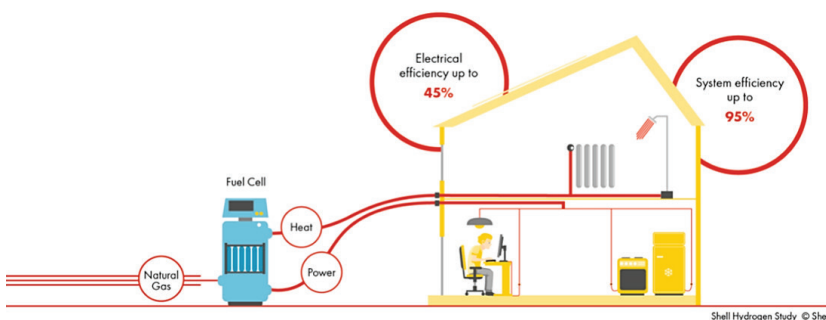 Electrical
efficiency up to
45%
System efficiency
up to
95%
Fuel Cell
Heat
Natural
Gas
Power
Shell Hydrogen Study ©